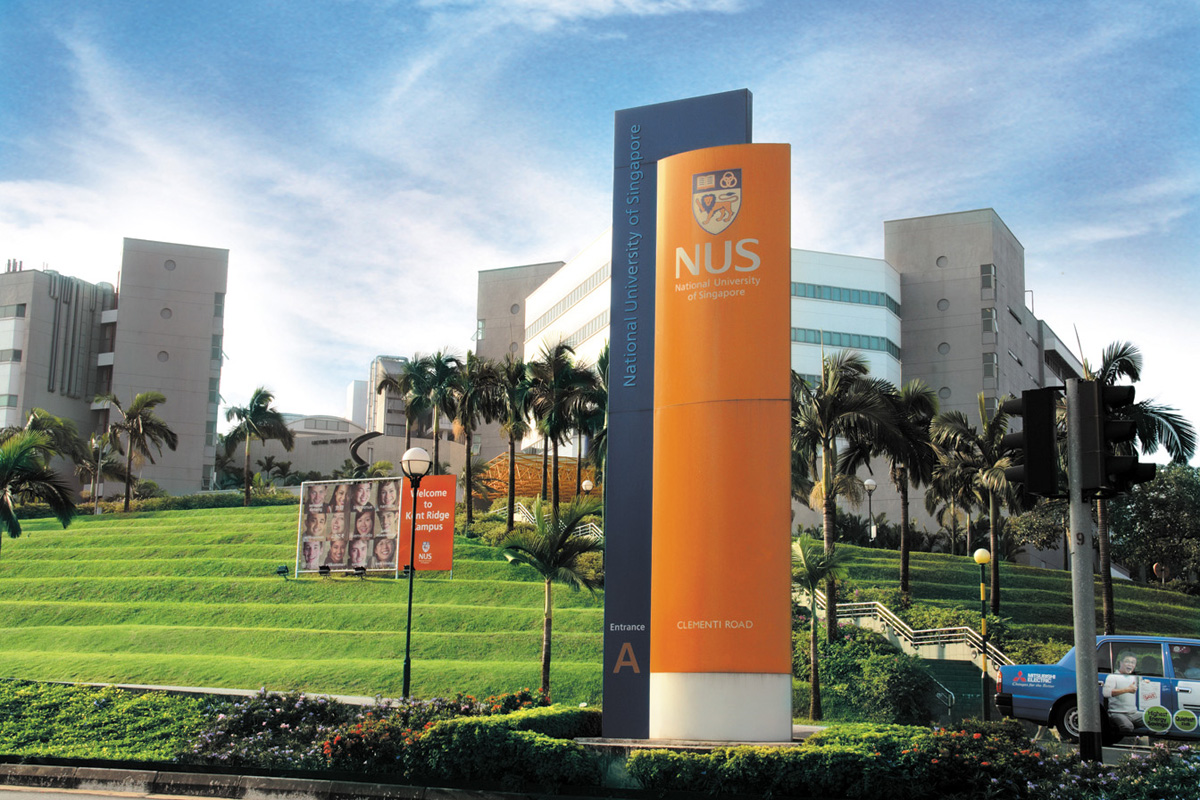 National University of Singapore
NUS
National University
of Singapore
CLEMENTI ROAD
Entrance
A
Welcome
to
Kent Ridge
Campus
NUS
9
MITSUBISHI
ELECTRIC